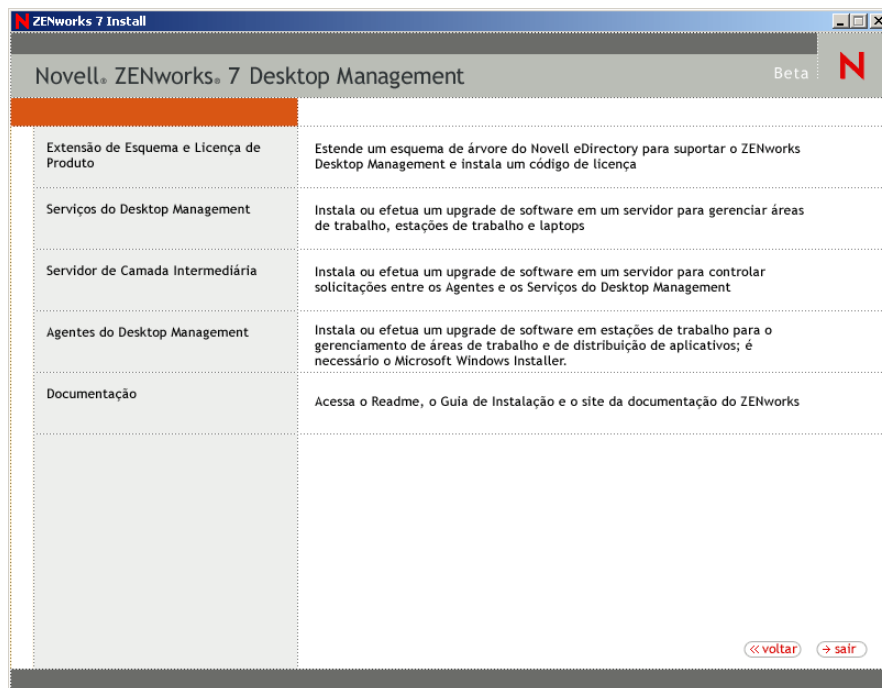 N ZENworks 7 Install
Novell® ZENworks® 7 Desktop Management
Beta
N
Extensão de Esquema e Licença de
Produto
Estende um esquema de árvore do Novell eDirectory para suportar o ZENworks
Desktop Management e instala um código de licença
Serviços do Desktop Management
Instala ou efetua um upgrade de software em um servidor para gerenciar áreas
de trabalho, estações de trabalho e laptops
Servidor de Camada Intermediária
Instala ou efetua um upgrade de software em um servidor para controlar
solicitações entre os Agentes e os Serviços do Desktop Management
Agentes do Desktop Management
Instala ou efetua um upgrade de software em estações de trabalho para o
gerenciamento de áreas de trabalho e de distribuição de aplicativos; é
necessário o Microsoft Windows Installer.
Documentação
Acessa o Readme, o Guia de Instalação e o site da documentação do ZENworks
voltar
sair